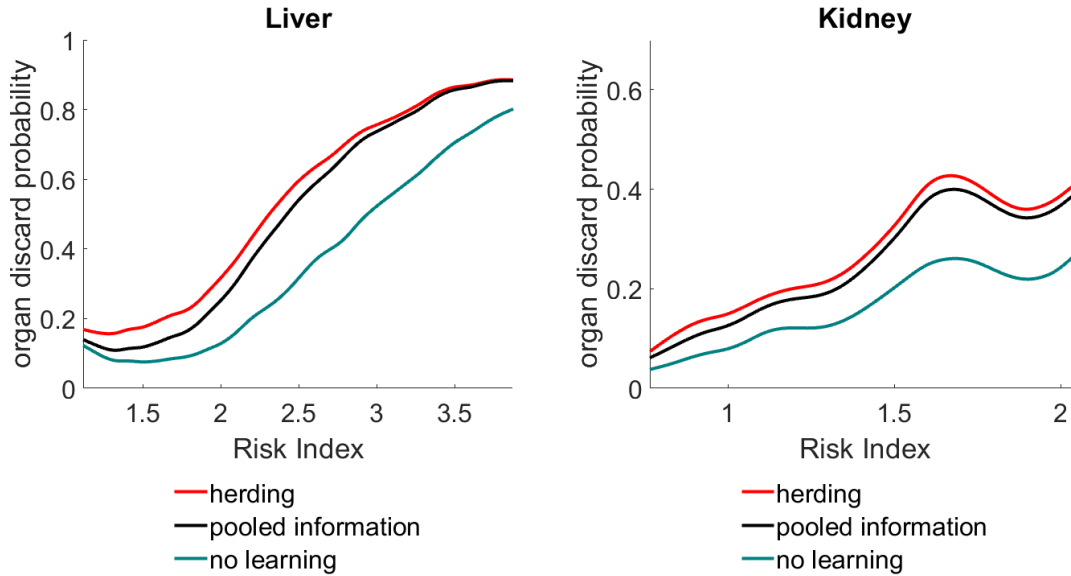 Liver
organ discard probability
1
0.8
0.6
0.4
0.2
0
1.5 2 2.5 3 3.5
Risk Index
herding
pooled information
no learning
Kidney
organ discard probability
0.6
0.4
0.2
0
1 1.5 2
Risk Index
herding
pooled information
no learning